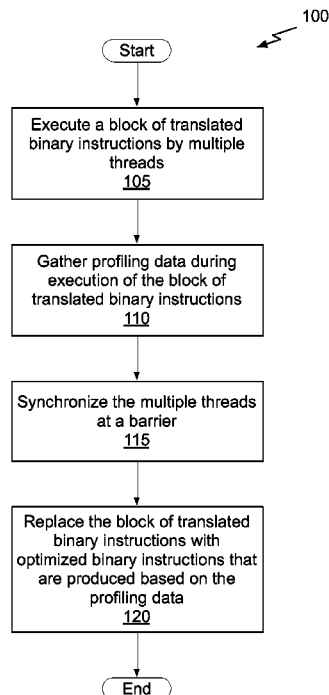 100
Start
Execute a block of translated
binary instructions by multiple
threads
105
Gather profiling data during
execution of the block of
translated binary instructions
110
Synchronize the multiple threads
at a barrier
115
Replace the block of translated
binary instructions with
optimized binary instructions that
are produced based on the
profiling data
120
End